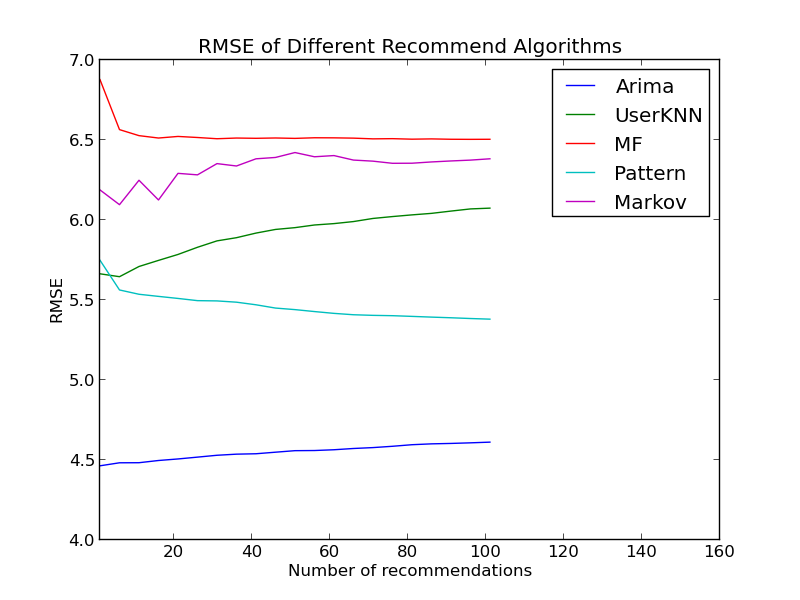 RMSE of Different Recommend Algorithms
7.0
6.5
6.0
5.5
5.0
4.5
4.0
RMSE
Arima
UserKNN
MF
Pattern
Markov
20 40 60 80 100 120 140 160
Number of recommendations